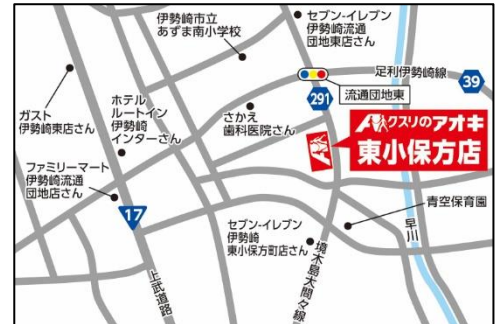 伊勢崎市立
あずま南小学校
セブン-イレブン
伊勢崎流通
団地東店さん
足利伊勢崎線
39
291
流通団地東
ガスト
伊勢崎東店さん
ホテル
ルートイン
伊勢崎
インターさん
さかえ
歯科医院さん
クスリのアオキ
東小保方店
ファミリーマート
伊勢崎流通
団地店さん
17
セブン-イレブン
伊勢崎
東小保方町店さん
青空保育園
早川
上武道路
境木島大間々線